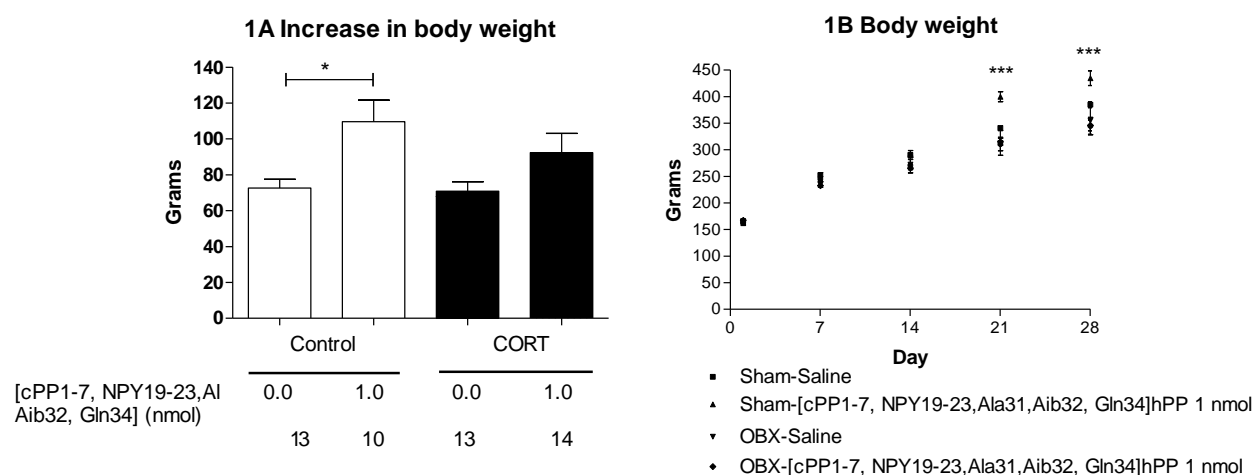 1A Increase in body weight
140
120
100
80
60
40
20
0
Grams
*
Control CORT
[cPP1-7, NPY19-23,Al
Aib32, Gln34] (nmol)
0.0 1.0 0.0 1.0
13 10 13 14
1B Body weight
450
400
350
300
250
200
150
100
50
0
Grams
***
***
0 7 14 21 28
Day
Sham-Saline
Sham-[cPP1-7, NPY19-23,Ala31,Aib32, Gln34]hPP 1 nmol
OBX-Saline
OBX-[cPP1-7, NPY19-23,Ala31,Aib32, Gln34]hPP 1 nmol